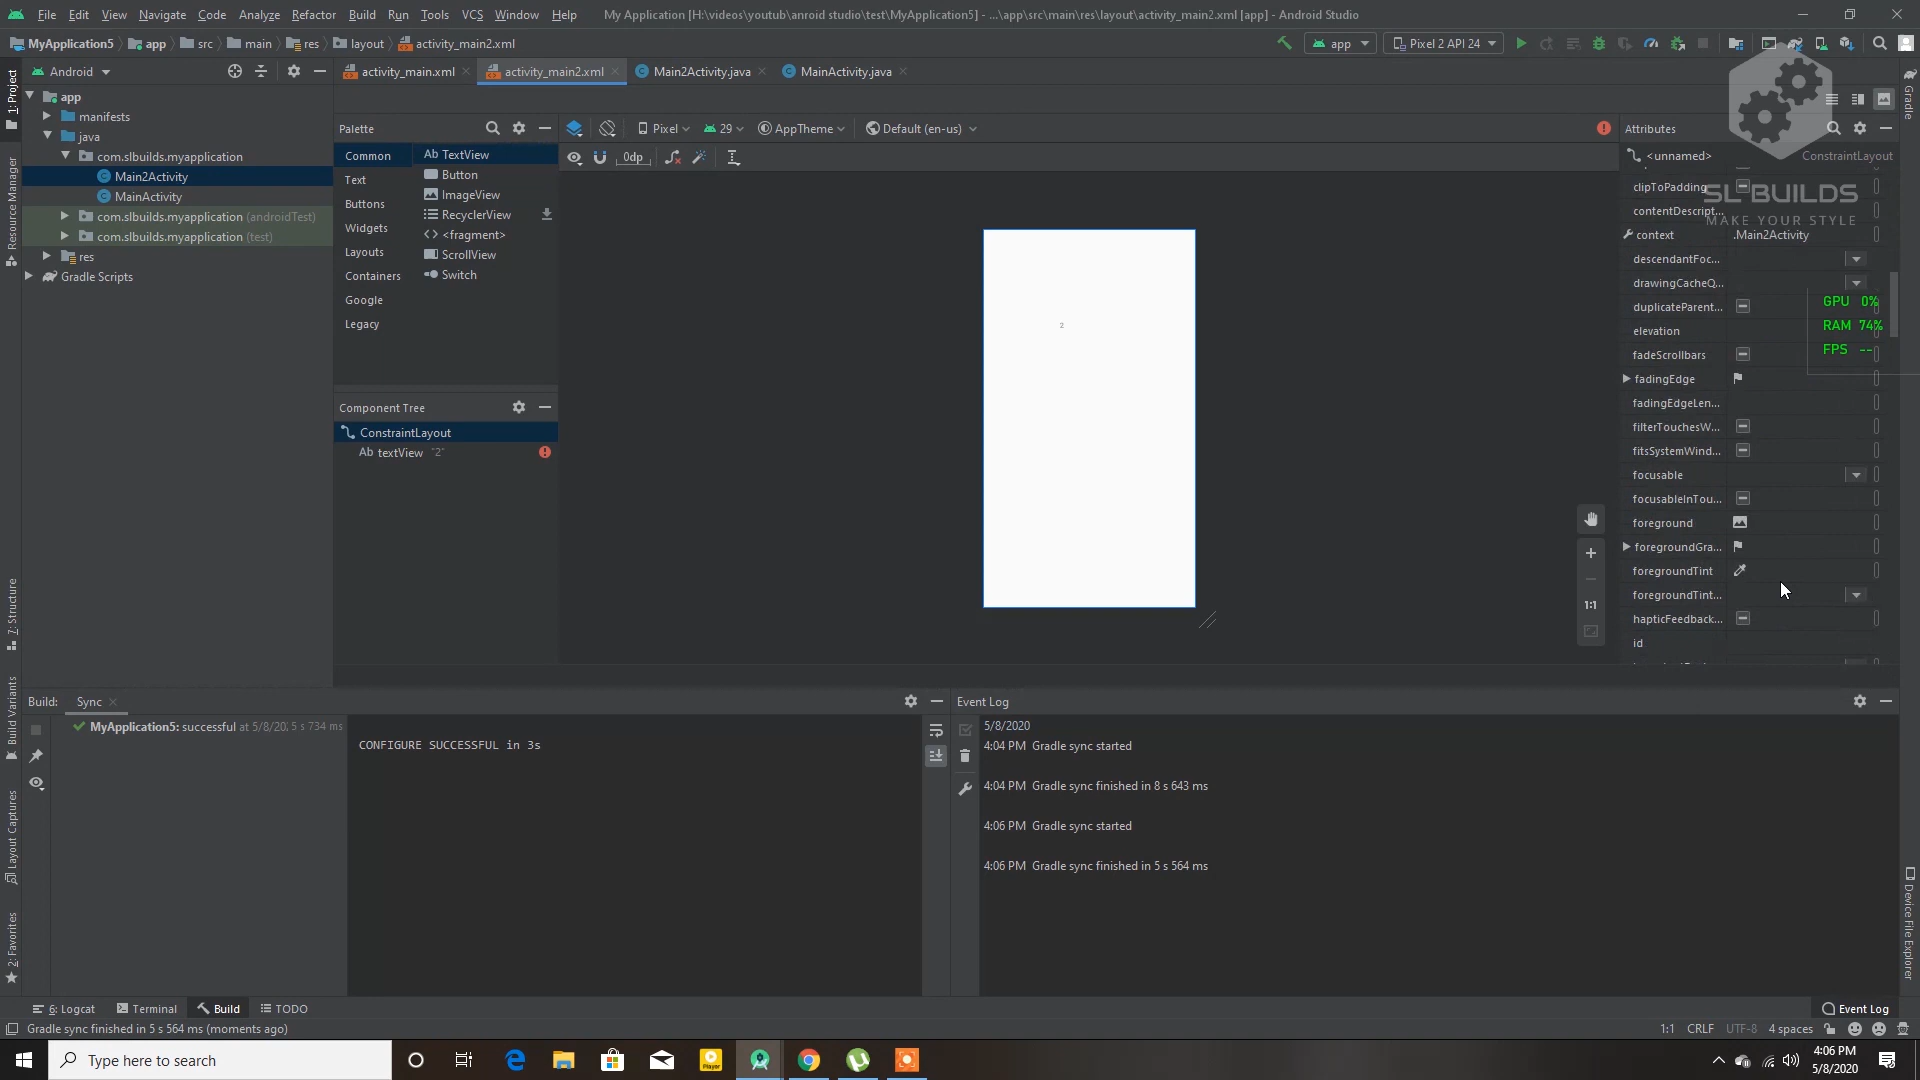 File Edit View Navigate Code Analyze Refactor Build Run Tools VCS Window Help My Application [H:\videos\youtub\anroid studio\test\MyApplication5] - ...\app\src\main\res\layout\activity_main2.xml [app] - Android Studio
MyApplication5 app src main res layout activity_main2.xml app Pixel 2 API 24
Android activity_main.xml activity_main2.xml Main2Activity.java MainActivity.java
1: Project
Resource Manager
7: Structure
Build Variants
Layout Captures
2: Favorites
app
manifests
java
com.slbuilds.myapplication
Main2Activity
MainActivity
com.slbuilds.myapplication (androidTest)
com.slbuilds.myapplication (test)
res
Gradle Scripts
Palette
Common
Text
Buttons
Widgets
Layouts
Containers
Google
Legacy
Ab TextView
Button
ImageView
RecyclerView
<> <fragment>
ScrollView
Switch
Component Tree
ConstraintLayout
Ab textView "2"
Pixel 29 AppTheme Default (en-us)
0dp
2
1:1
Attributes
<unnamed> ConstraintLayout
SL BUILDS
MAKE YOUR STYLE
clipToPadding
contentDescript...
context .Main2Activity
descendantFoc...
drawingCacheQ...
duplicateParent...
elevation
fadeScrollbars
fadingEdge
fadingEdgeLen...
filterTouchesW...
fitsSystemWind...
focusable
focusableInTou...
foreground
foregroundGra...
foregroundTint
foregroundTint...
hapticFeedback...
id
GPU 0%
RAM 74%
FPS --
Gradle
Device File Explorer
Build: Sync
MyApplication5: successful at 5/8/20; 5 s 734 ms
CONFIGURE SUCCESSFUL in 3s
Event Log
5/8/2020
4:04 PM Gradle sync started
4:04 PM Gradle sync finished in 8 s 643 ms
4:06 PM Gradle sync started
4:06 PM Gradle sync finished in 5 s 564 ms
6: Logcat Terminal Build TODO Event Log
Gradle sync finished in 5 s 564 ms (moments ago) 1:1 CRLF UTF-8 4 spaces
Type here to search
Player
4:06 PM
5/8/2020